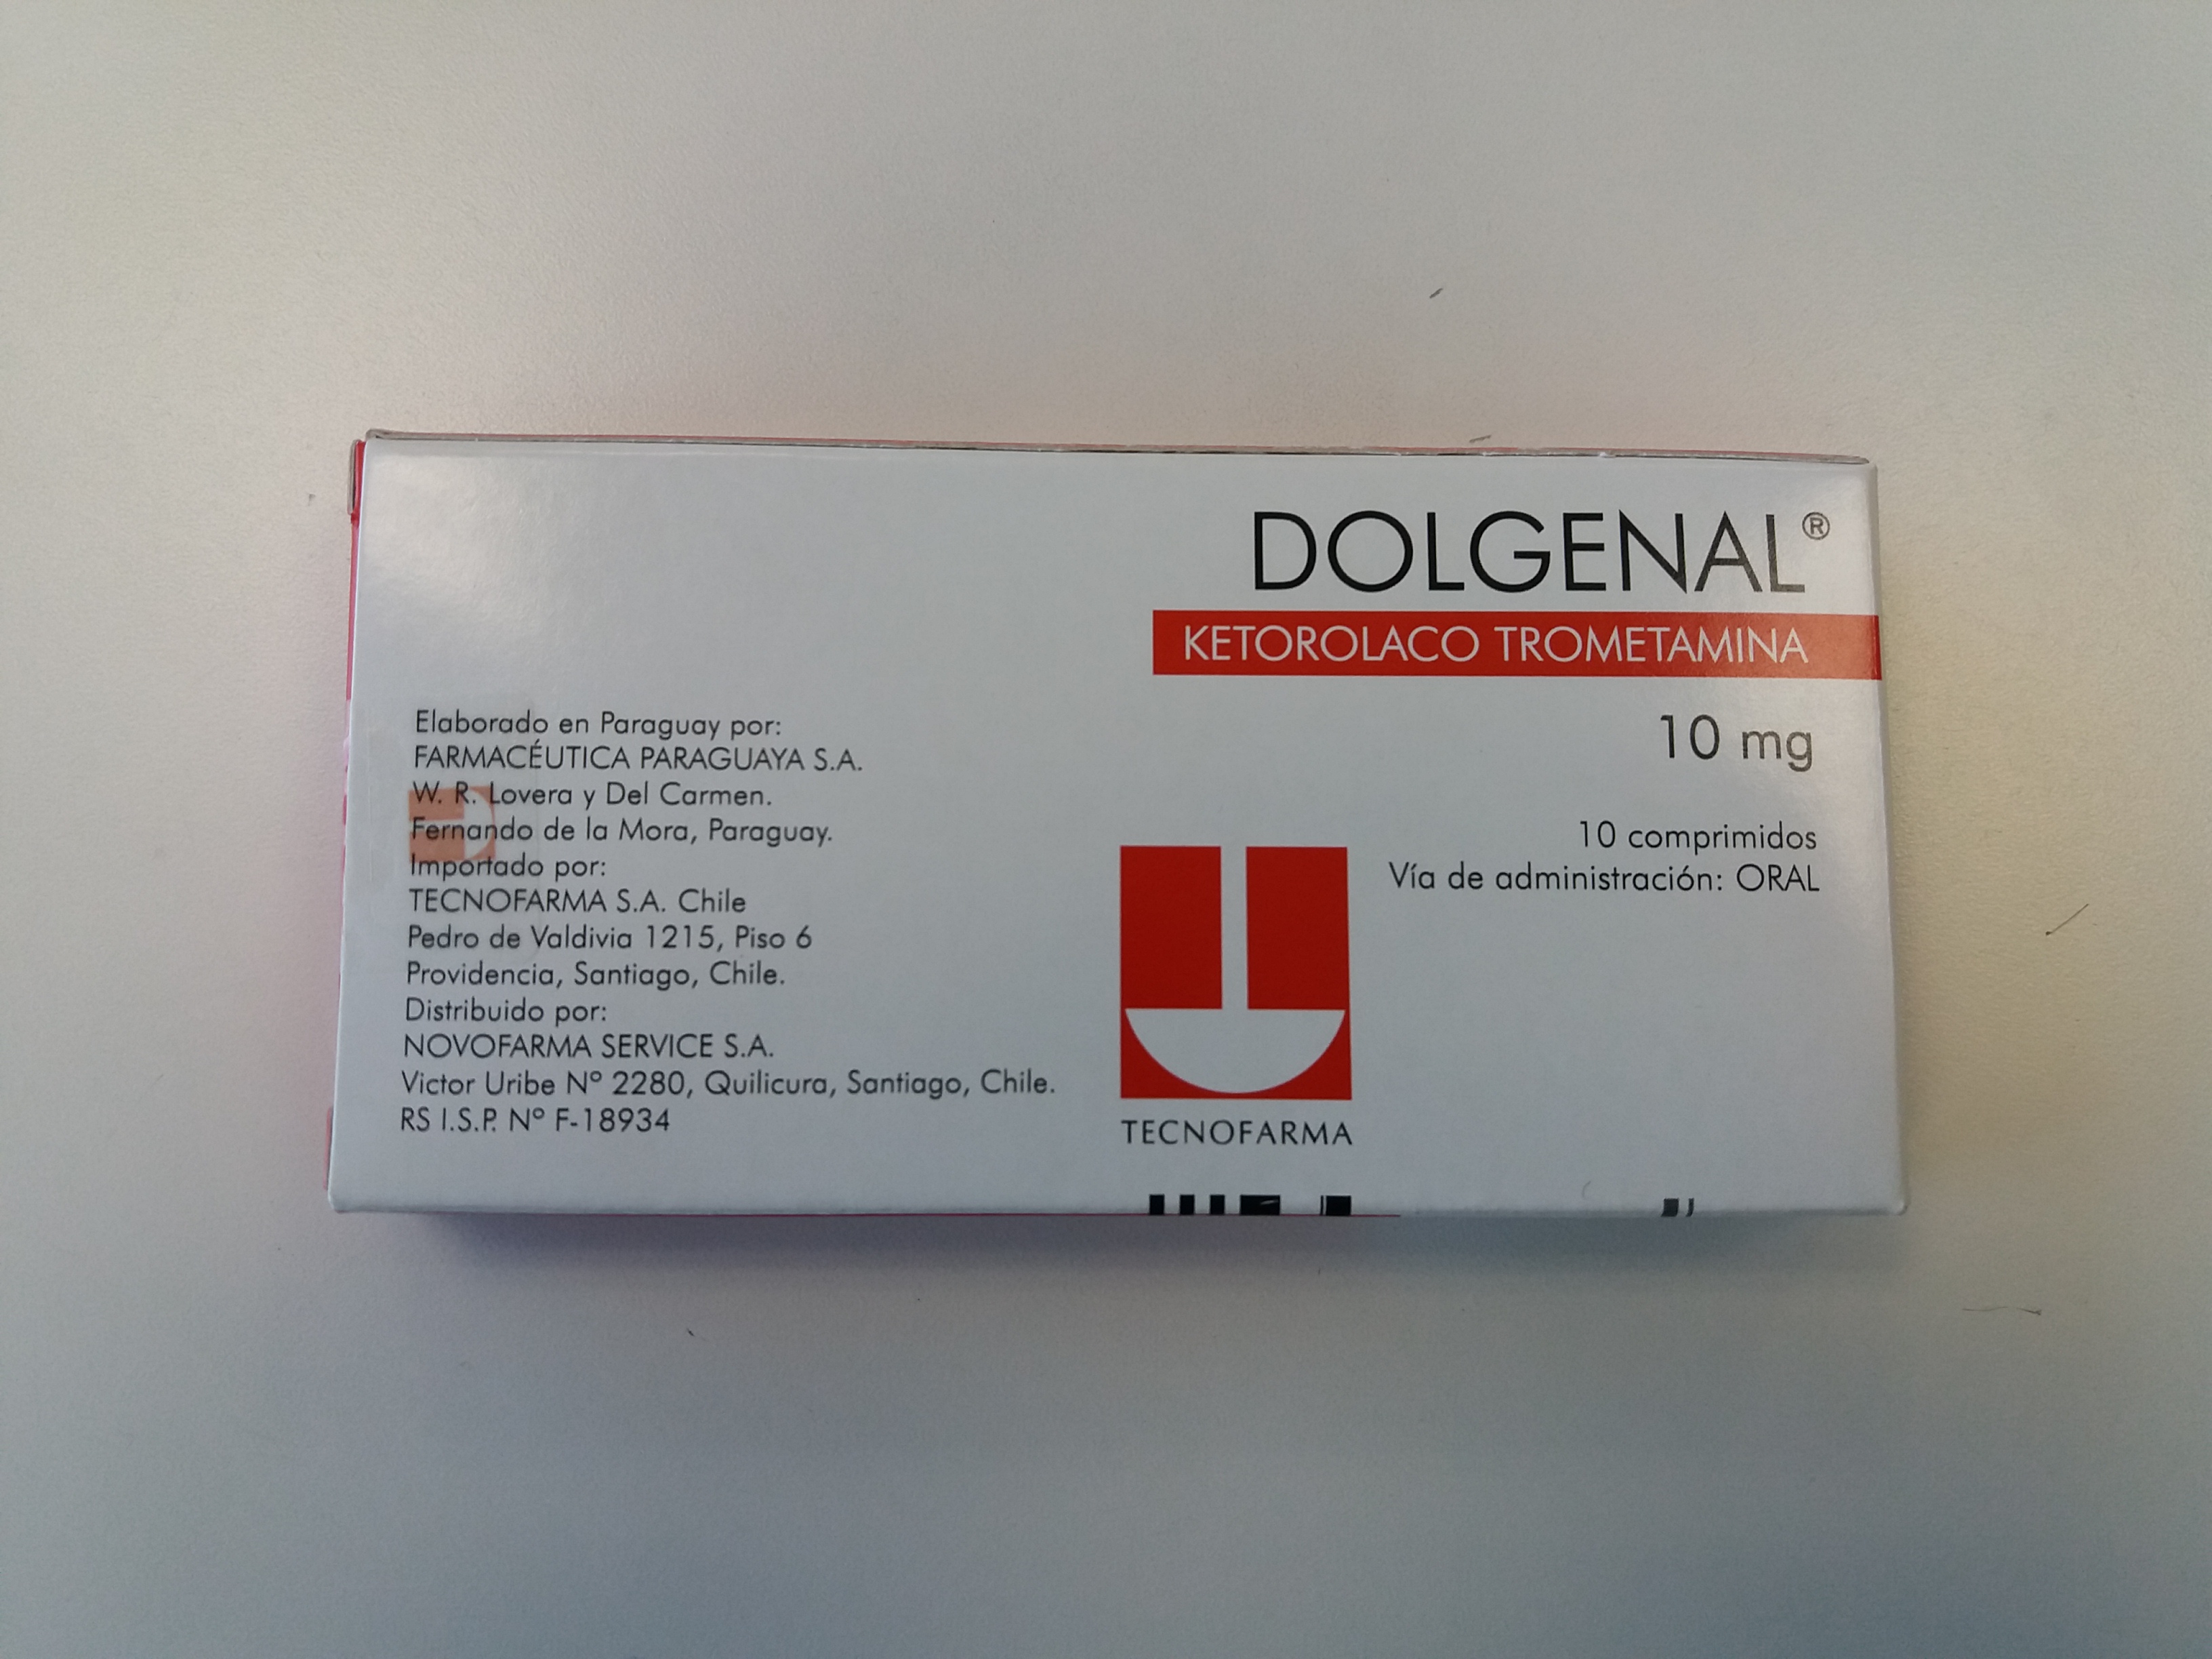 DOLGENAL®
KETOROLACO TROMETAMINA
10 mg
10 comprimidos
Vía de administración: ORAL
Elaborado en Paraguay por:
FARMACÉUTICA PARAGUAYA S.A.
W. R. Lovera y Del Carmen.
Fernando de la Mora, Paraguay.
Importado por:
TECNOFARMA S.A. Chile
Pedro de Valdivia 1215, Piso 6
Providencia, Santiago, Chile.
Distribuido por:
NOVOFARMA SERVICE S.A.
Victor Uribe Nº 2280, Quilicura, Santiago, Chile.
RS I.S.P. Nº F-18934
TECNOFARMA